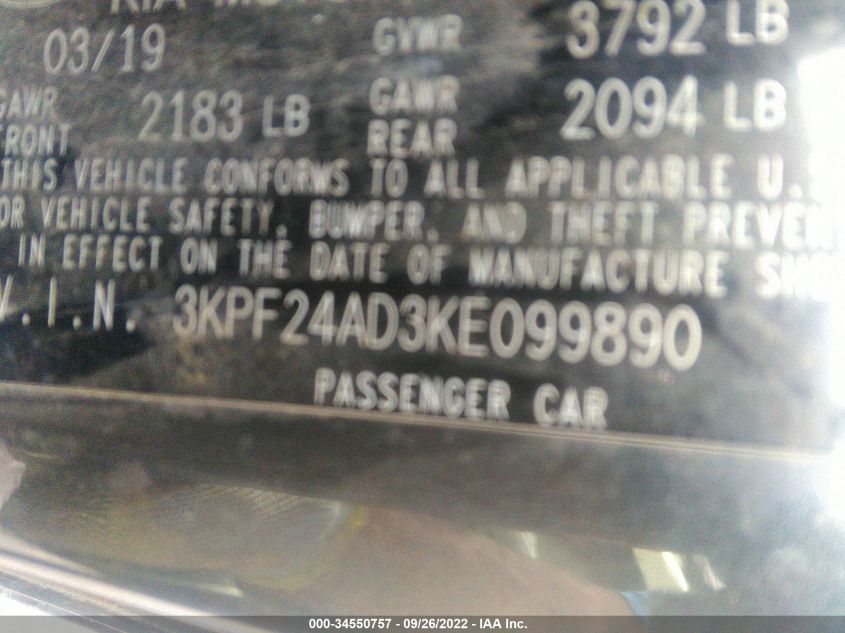 KIA MO
03/19 GVWR 3792 LB
GAWR FRONT 2183 LB GAWR REAR 2094 LB
THIS VEHICLE CONFORMS TO ALL APPLICABLE U.
OR VEHICLE SAFETY, BUMPER, AND THEFT PREVEN
IN EFFECT ON THE DATE OF MANUFACTURE SHO
V.I.N. 3KPF24AD3KE099890
PASSENGER CAR
000-34550757 - 09/26/2022 - IAA Inc.